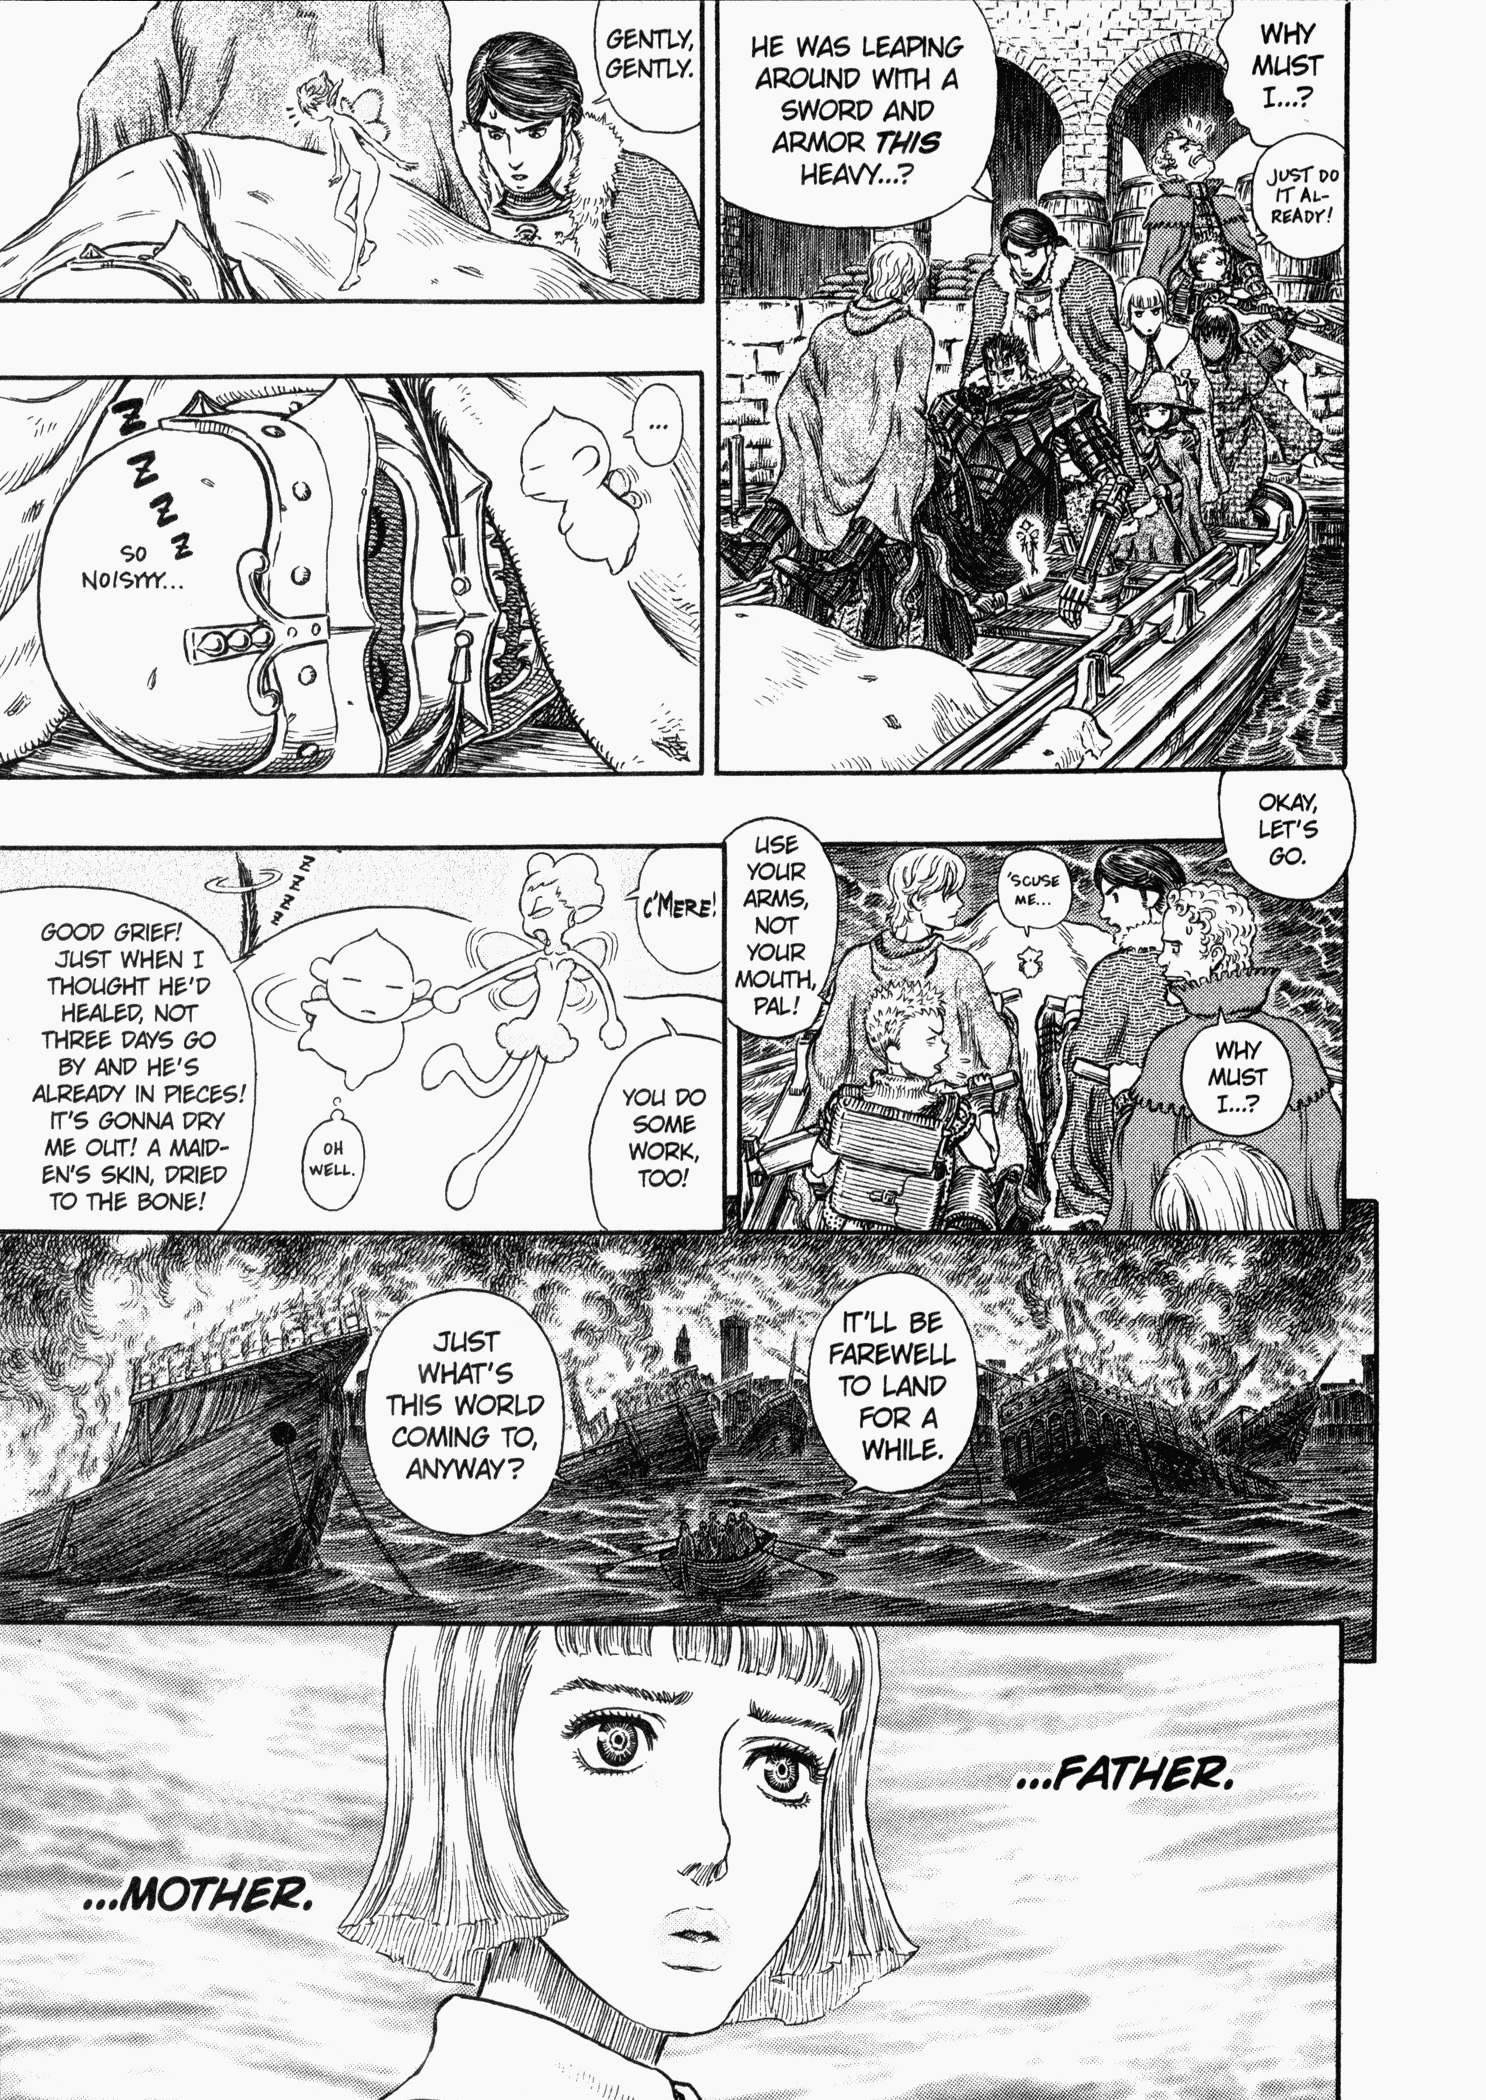 WHY
MUST
I...?
JUST DO
IT AL-
READY!
HE WAS LEAPING
AROUND WITH A
SWORD AND
ARMOR THIS
HEAVY...?
GENTLY,
GENTLY.
...
Z
Z
Z
Z
SO
NOISYYY...
OKAY,
LET'S
GO.
'SCUSE
ME...
WHY
MUST
I...?
USE
YOUR
ARMS,
NOT
YOUR
MOUTH,
PAL!
C'MERE!
YOU DO
SOME
WORK,
TOO!
Z
Z
Z
Z
Z
OH
WELL.
GOOD GRIEF!
JUST WHEN I
THOUGHT HE'D
HEALED, NOT
THREE DAYS GO
BY AND HE'S
ALREADY IN PIECES!
IT'S GONNA DRY
ME OUT! A MAID-
EN'S SKIN, DRIED
TO THE BONE!
IT'LL BE
FAREWELL
TO LAND
FOR A
WHILE.
JUST
WHAT'S
THIS WORLD
COMING TO,
ANYWAY?
...FATHER.
...MOTHER.